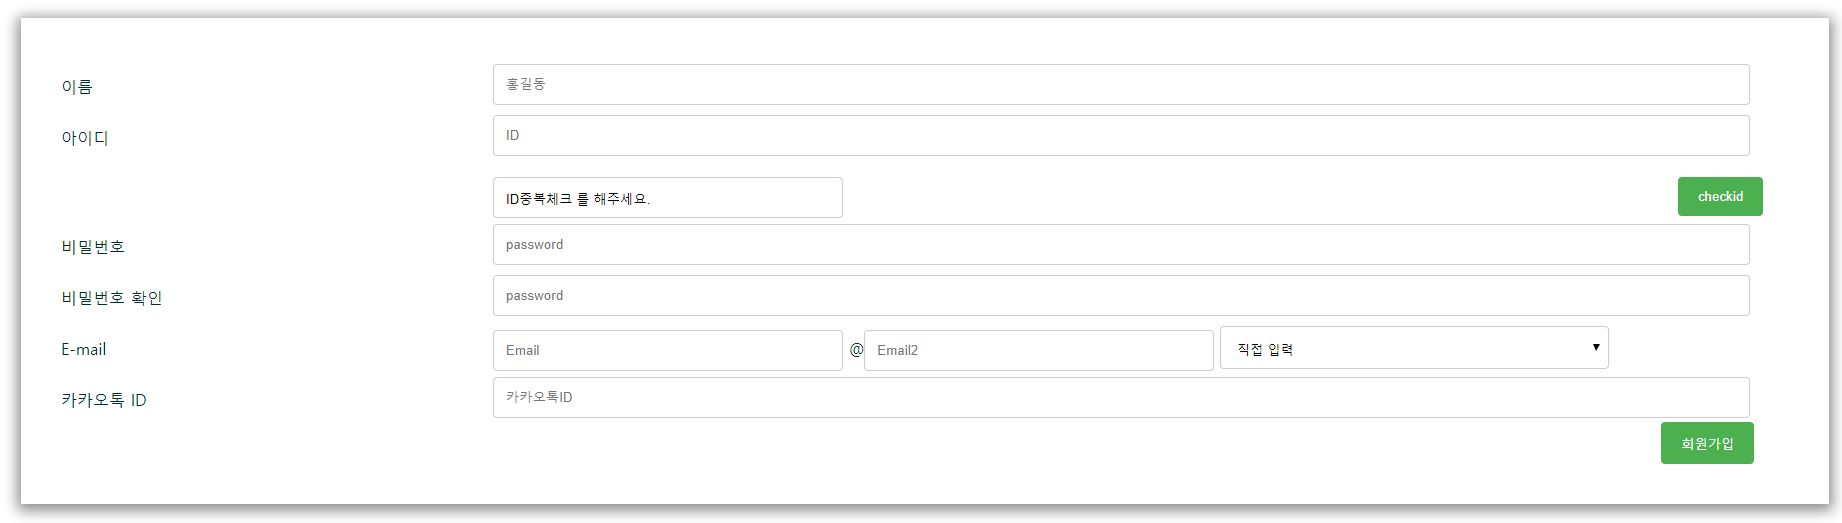 이름 홍길동
아이디 ID
ID중복체크 를 해주세요. checkid
비밀번호 password
비밀번호 확인 password
E-mail Email @ Email2 직접 입력 ▼
카카오톡 ID 카카오톡ID
회원가입